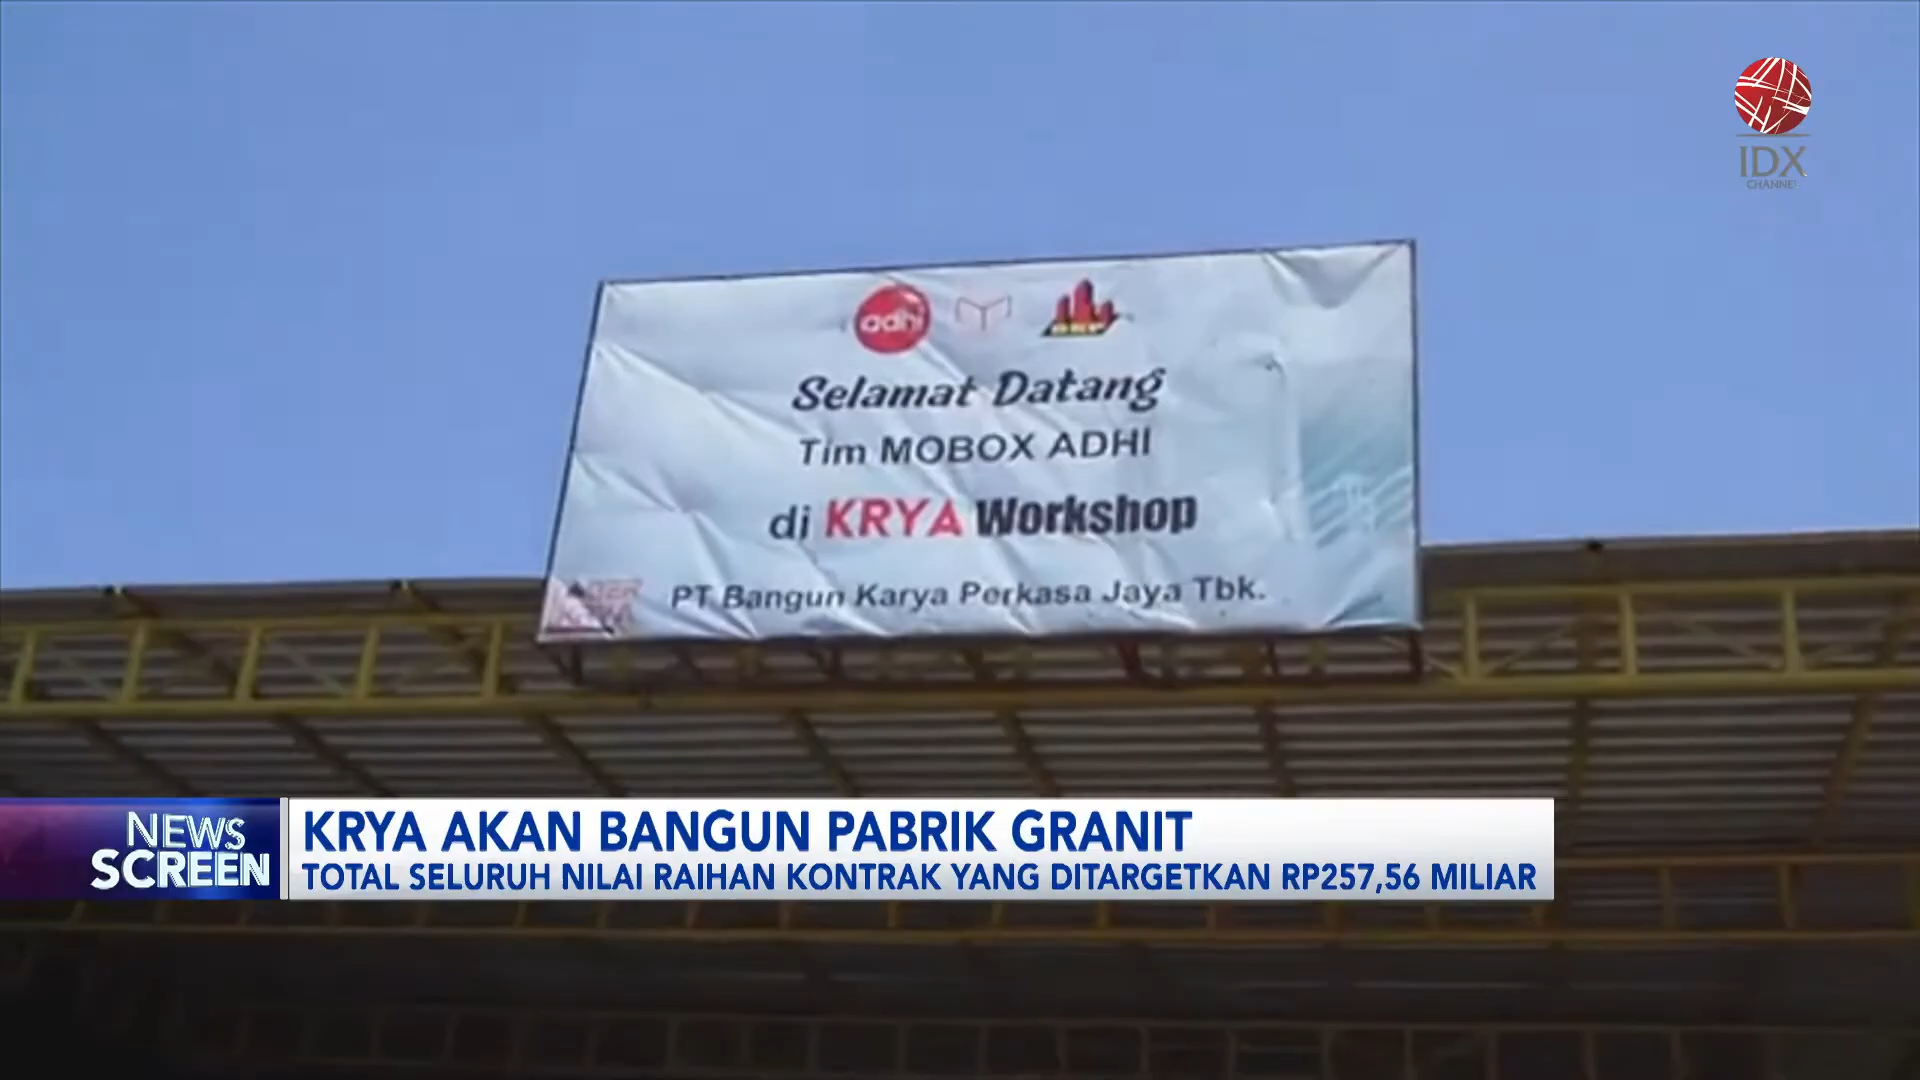 IDX
CHANNEL
adhi
Selamat Datang
Tim MOBOX ADHI
di KRYA Workshop
PT Bangun Karya Perkasa Jaya Tbk.
NEWS
SCREEN
KRYA AKAN BANGUN PABRIK GRANIT
TOTAL SELURUH NILAI RAIHAN KONTRAK YANG DITARGETKAN RP257,56 MILIAR